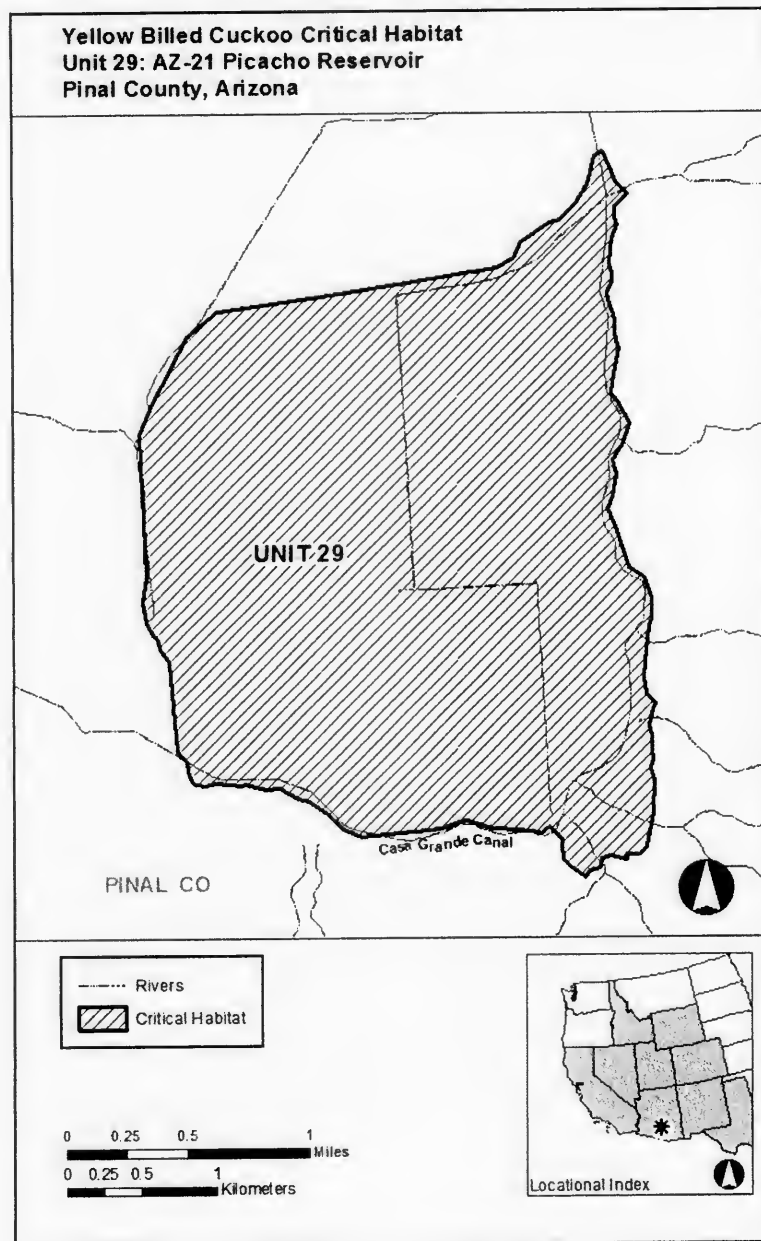 Yellow Billed Cuckoo Critical Habitat
Unit 29: AZ-21 Picacho Reservoir
Pinal County, Arizona
UNIT 29
Casa Grande Canal
PINAL CO
Rivers
Critical Habitat
0 0.25 0.5 1
Miles
0 0.25 0.5 1
Kilometers
Locational Index